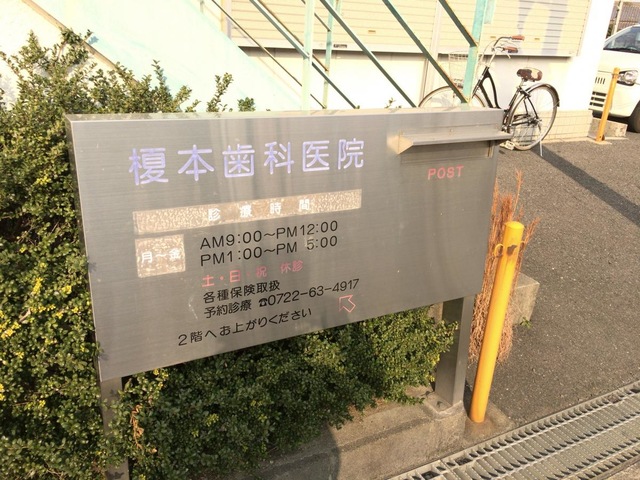 榎本歯科医院
POST
診療時間
月～金
AM9:00～PM12:00
PM1:00～PM 5:00
土・日 祝 休診
各種保険取扱
予約診療 ☎0722-63-4917
2階へお上がりください